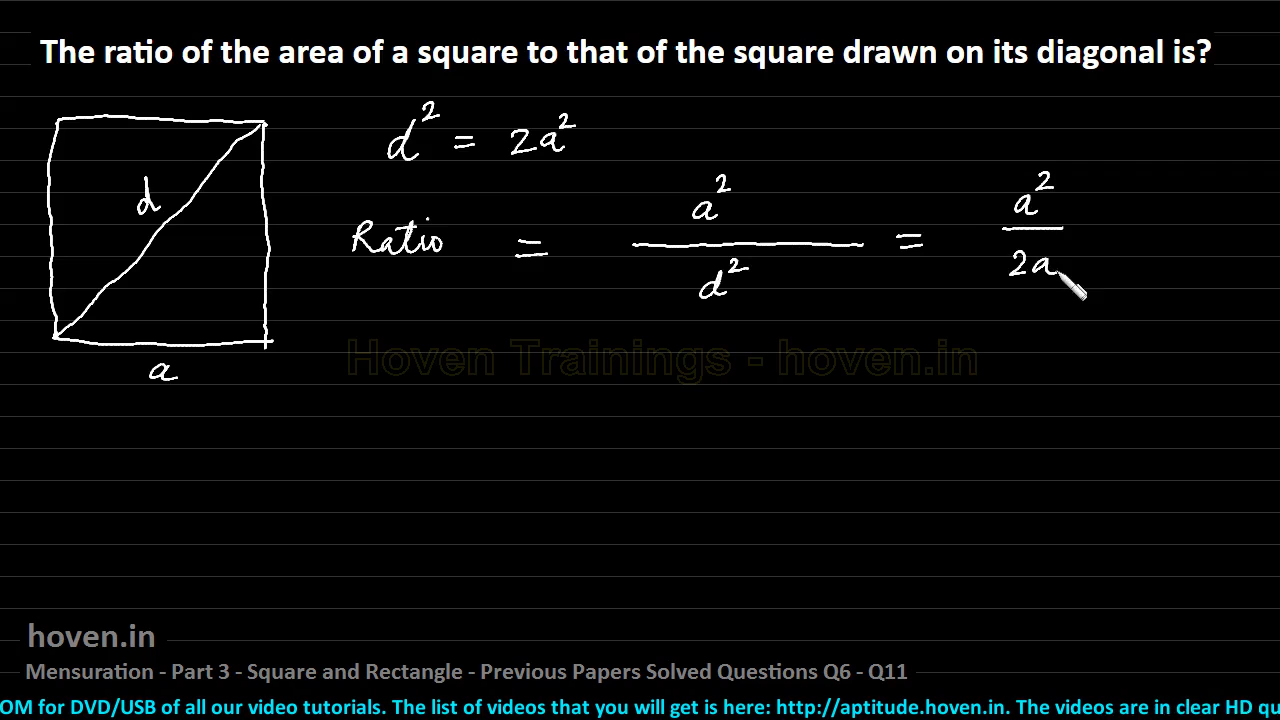 The ratio of the area of a square to that of the square drawn on its diagonal is?
d² = 2a²
d
Ratio = a² / d² = a² / 2a
a
Hoven Trainings - hoven.in
hoven.in
Mensuration - Part 3 - Square and Rectangle - Previous Papers Solved Questions Q6 - Q11
OM for DVD/USB of all our video tutorials. The list of videos that you will get is here: http://aptitude.hoven.in. The videos are in clear HD qu